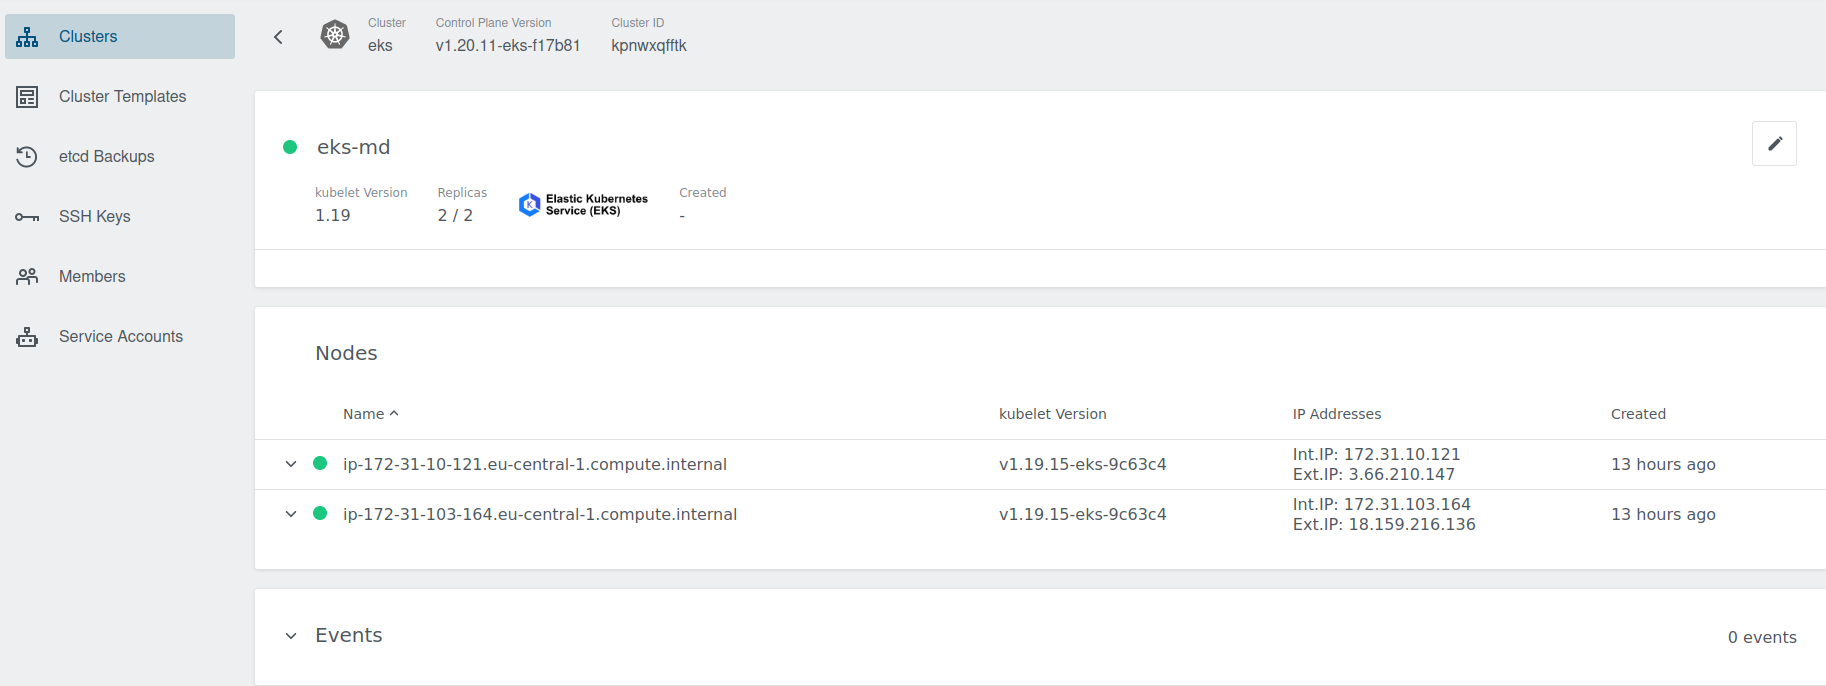 Clusters
Cluster Templates
etcd Backups
SSH Keys
Members
Service Accounts
Cluster
eks
Control Plane Version
v1.20.11-eks-f17b81
Cluster ID
kpnwxqfftk
eks-md
kubelet Version
1.19
Replicas
2 / 2
Elastic Kubernetes
Service (EKS)
Created
-
Nodes
Name kubelet Version IP Addresses Created
ip-172-31-10-121.eu-central-1.compute.internal v1.19.15-eks-9c63c4 Int.IP: 172.31.10.121
Ext.IP: 3.66.210.147
13 hours ago
ip-172-31-103-164.eu-central-1.compute.internal v1.19.15-eks-9c63c4 Int.IP: 172.31.103.164
Ext.IP: 18.159.216.136
13 hours ago
Events
0 events